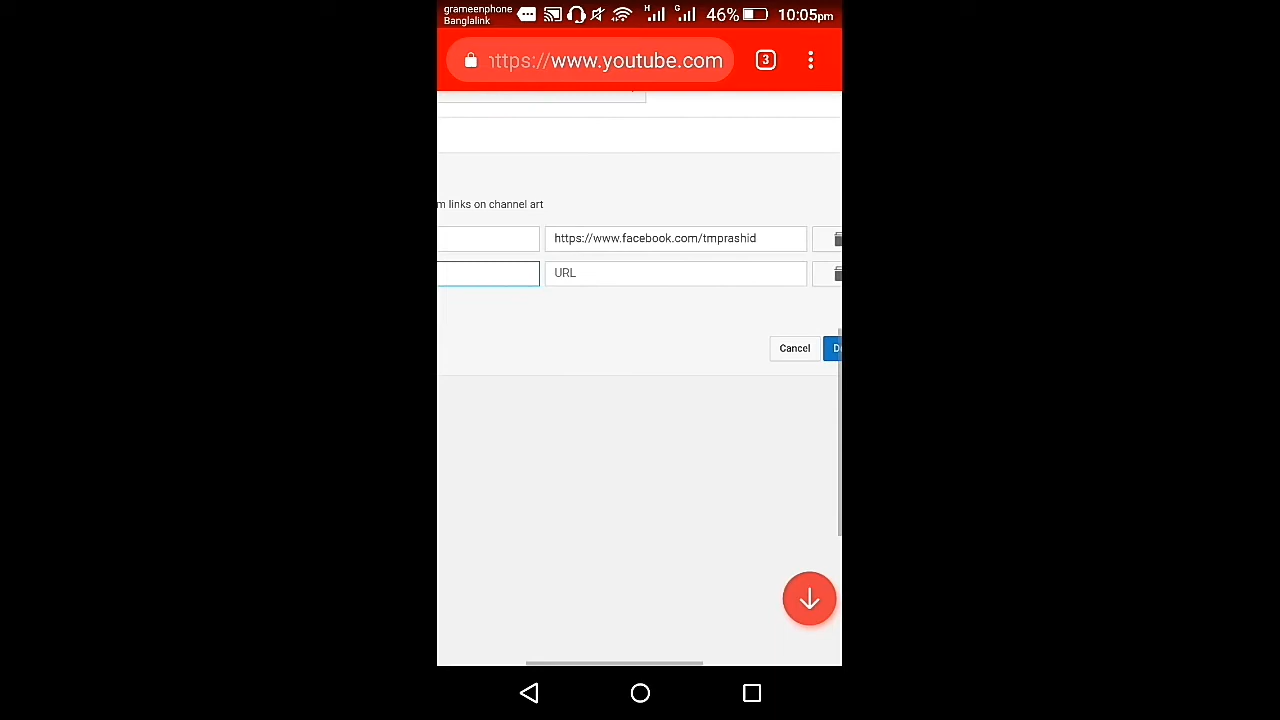 grameenphone
Banglalink
46%
10:05pm
https://www.youtube.com
3
m links on channel art
https://www.facebook.com/tmprashid
URL
Cancel